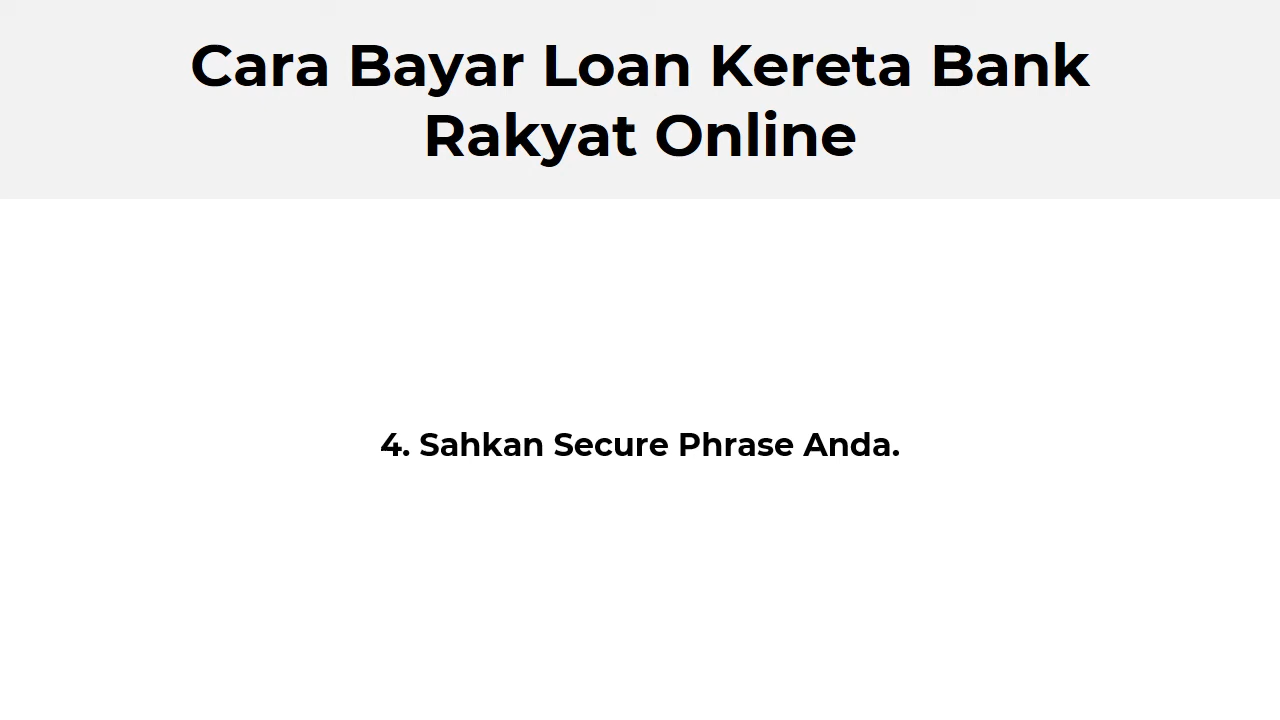 Cara Bayar Loan Kereta Bank
Rakyat Online
4. Sahkan Secure Phrase Anda.